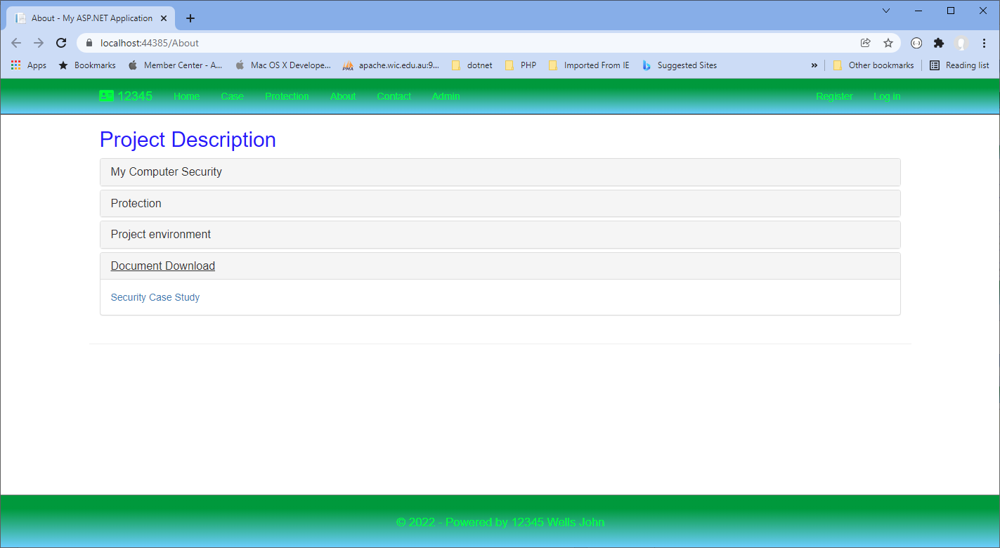 About - My ASP.NET Application
localhost:44385/About
Apps Bookmarks Member Center - A... Mac OS X Develope... apache.wic.edu.au:9... dotnet PHP Imported From IE Suggested Sites » Other bookmarks Reading list
12345 Home Case Protection About Contact Admin Register Log in
Project Description
My Computer Security
Protection
Project environment
Document Download
Security Case Study
© 2022 - Powered by 12345 Wells John